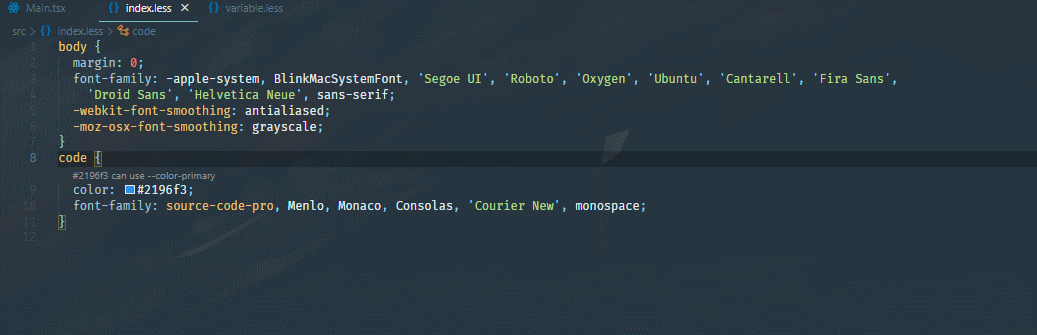 Main.tsx index.less variable.less
src > index.less > code
1 body {
2 margin: 0;
3 font-family: -apple-system, BlinkMacSystemFont, 'Segoe UI', 'Roboto', 'Oxygen', 'Ubuntu', 'Cantarell', 'Fira Sans',
4 'Droid Sans', 'Helvetica Neue', sans-serif;
5 -webkit-font-smoothing: antialiased;
6 -moz-osx-font-smoothing: grayscale;
7 }
8 code {
#2196f3 can use --color-primary
9 color: #2196f3;
10 font-family: source-code-pro, Menlo, Monaco, Consolas, 'Courier New', monospace;
11 }
12